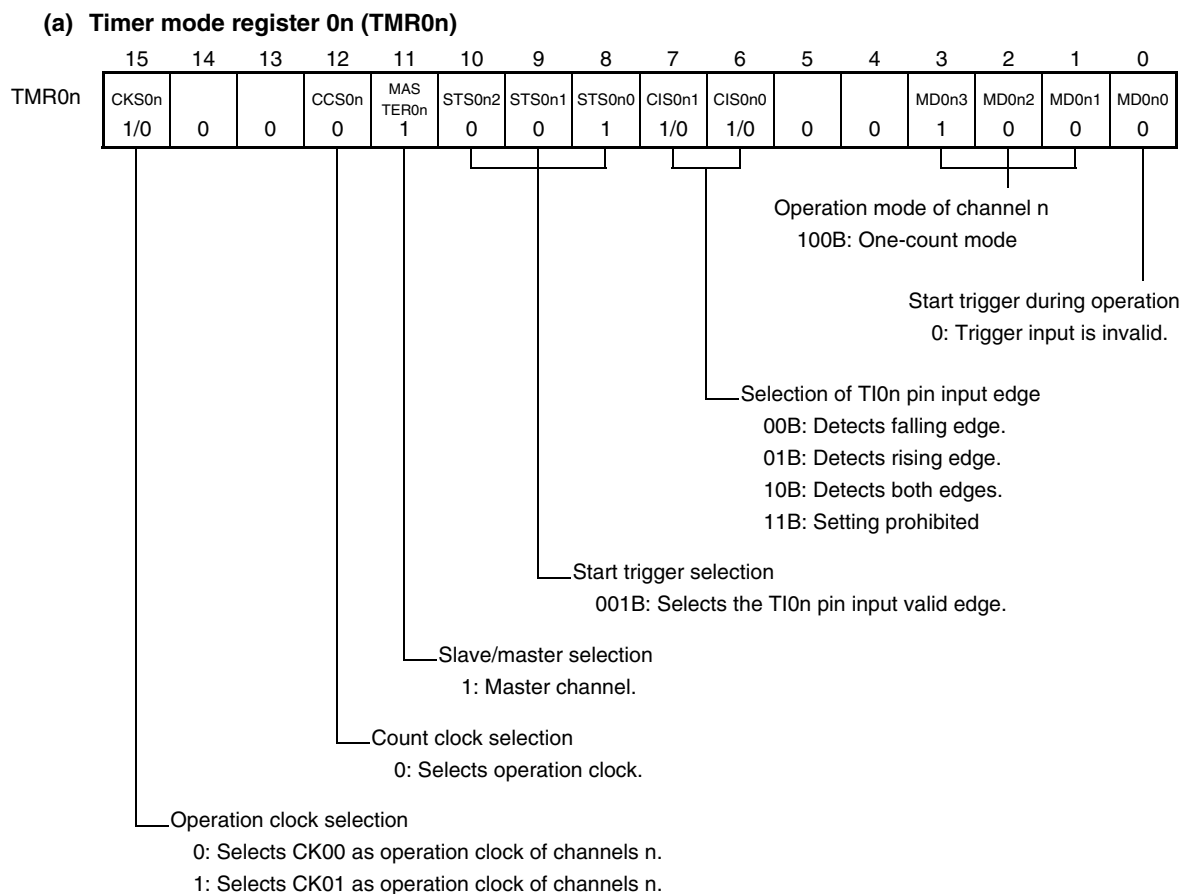 (a) Timer mode register 0n (TMR0n)
15 14 13 12 11 10 9 8 7 6 5 4 3 2 1 0
TMR0n CKS0n CCS0n MAS TER0n STS0n2 STS0n1 STS0n0 CIS0n1 CIS0n0 MD0n3 MD0n2 MD0n1 MD0n0
1/0 0 0 0 1 0 0 1 1/0 1/0 0 0 1 0 0 0
Operation mode of channel n
100B: One-count mode
Start trigger during operation
0: Trigger input is invalid.
Selection of TI0n pin input edge
00B: Detects falling edge.
01B: Detects rising edge.
10B: Detects both edges.
11B: Setting prohibited
Start trigger selection
001B: Selects the TI0n pin input valid edge.
Slave/master selection
1: Master channel.
Count clock selection
0: Selects operation clock.
Operation clock selection
0: Selects CK00 as operation clock of channels n.
1: Selects CK01 as operation clock of channels n.